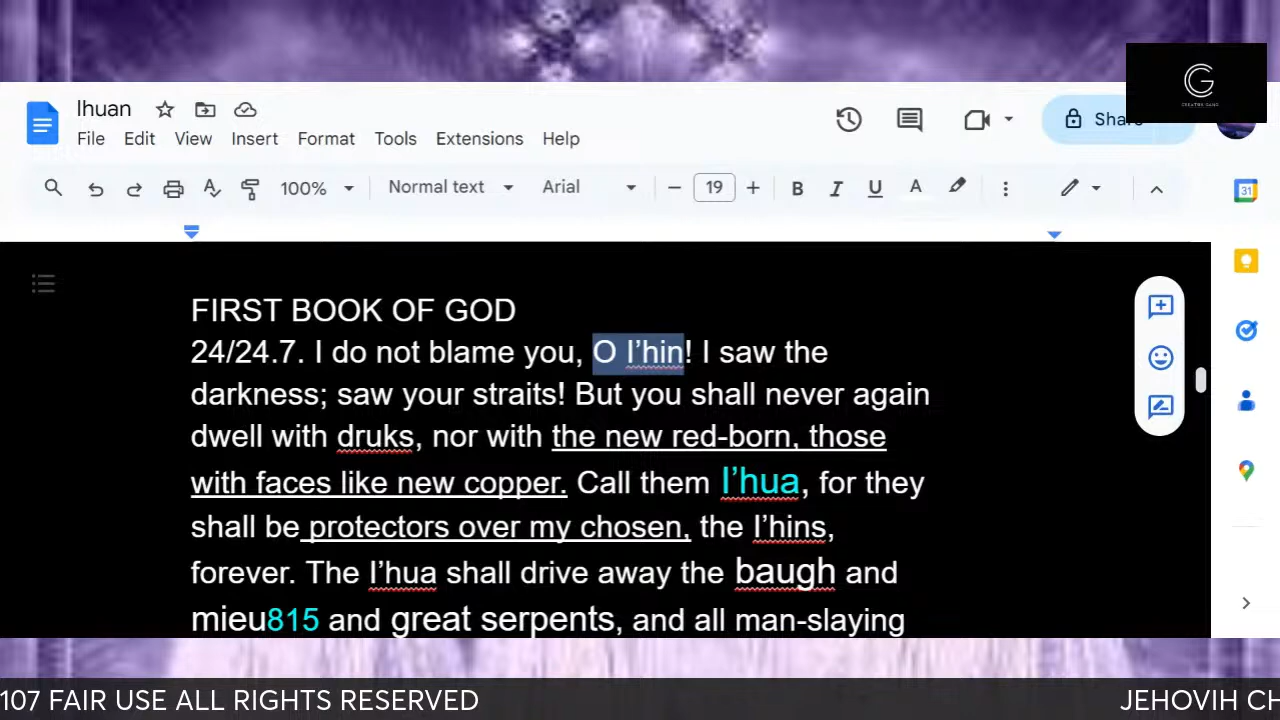 Ihuan
Share
File Edit View Insert Format Tools Extensions Help
100% Normal text Arial 19 B I U A
31
FIRST BOOK OF GOD
24/24.7. I do not blame you, O I’hin! I saw the
darkness; saw your straits! But you shall never again
dwell with druks, nor with the new red-born, those
with faces like new copper. Call them I’hua, for they
shall be protectors over my chosen, the I’hins,
forever. The I’hua shall drive away the baugh and
mieu815 and great serpents, and all man-slaying
107 FAIR USE ALL RIGHTS RESERVED
JEHOVIH CH